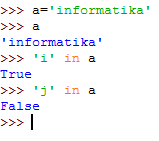 >>> a='informatika'
>>> a
'informatika'
>>> 'i' in a
True
>>> 'j' in a
False
>>>